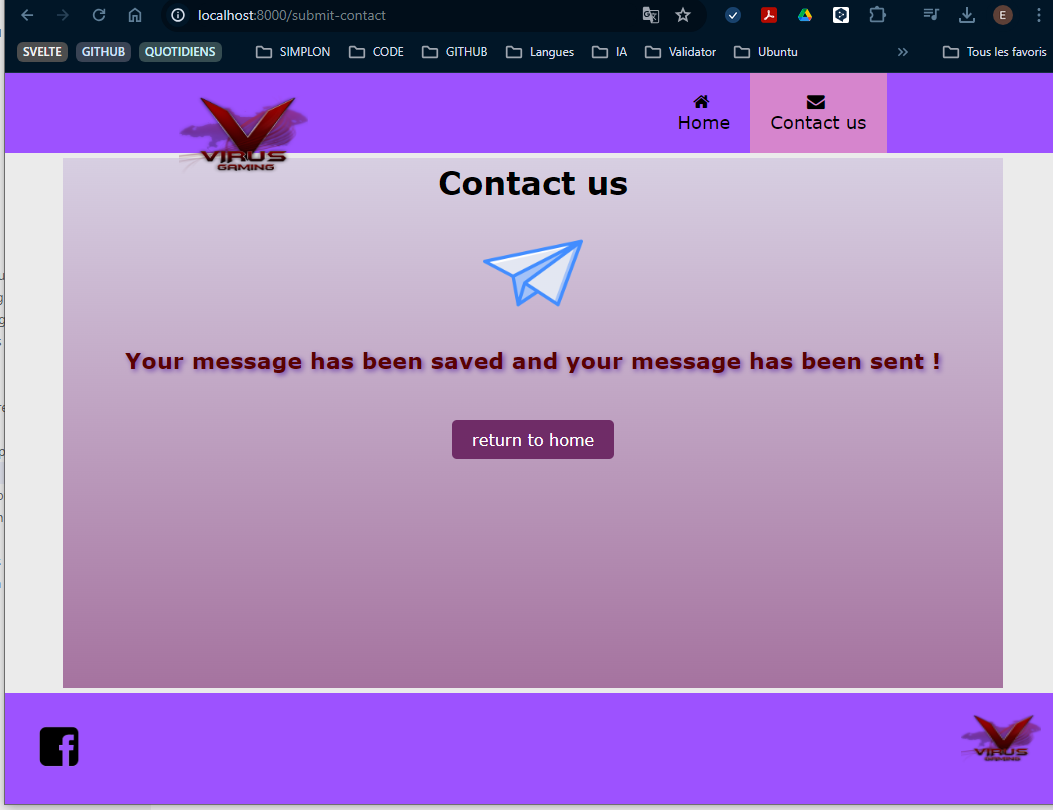 localhost:8000/submit-contact
E
SVELTE GITHUB QUOTIDIENS SIMPLON CODE GITHUB Langues IA Validator Ubuntu » Tous les favoris
VIRUS
GAMING
Home
Contact us
Contact us
Your message has been saved and your message has been sent !
return to home
VIRUS
GAMING